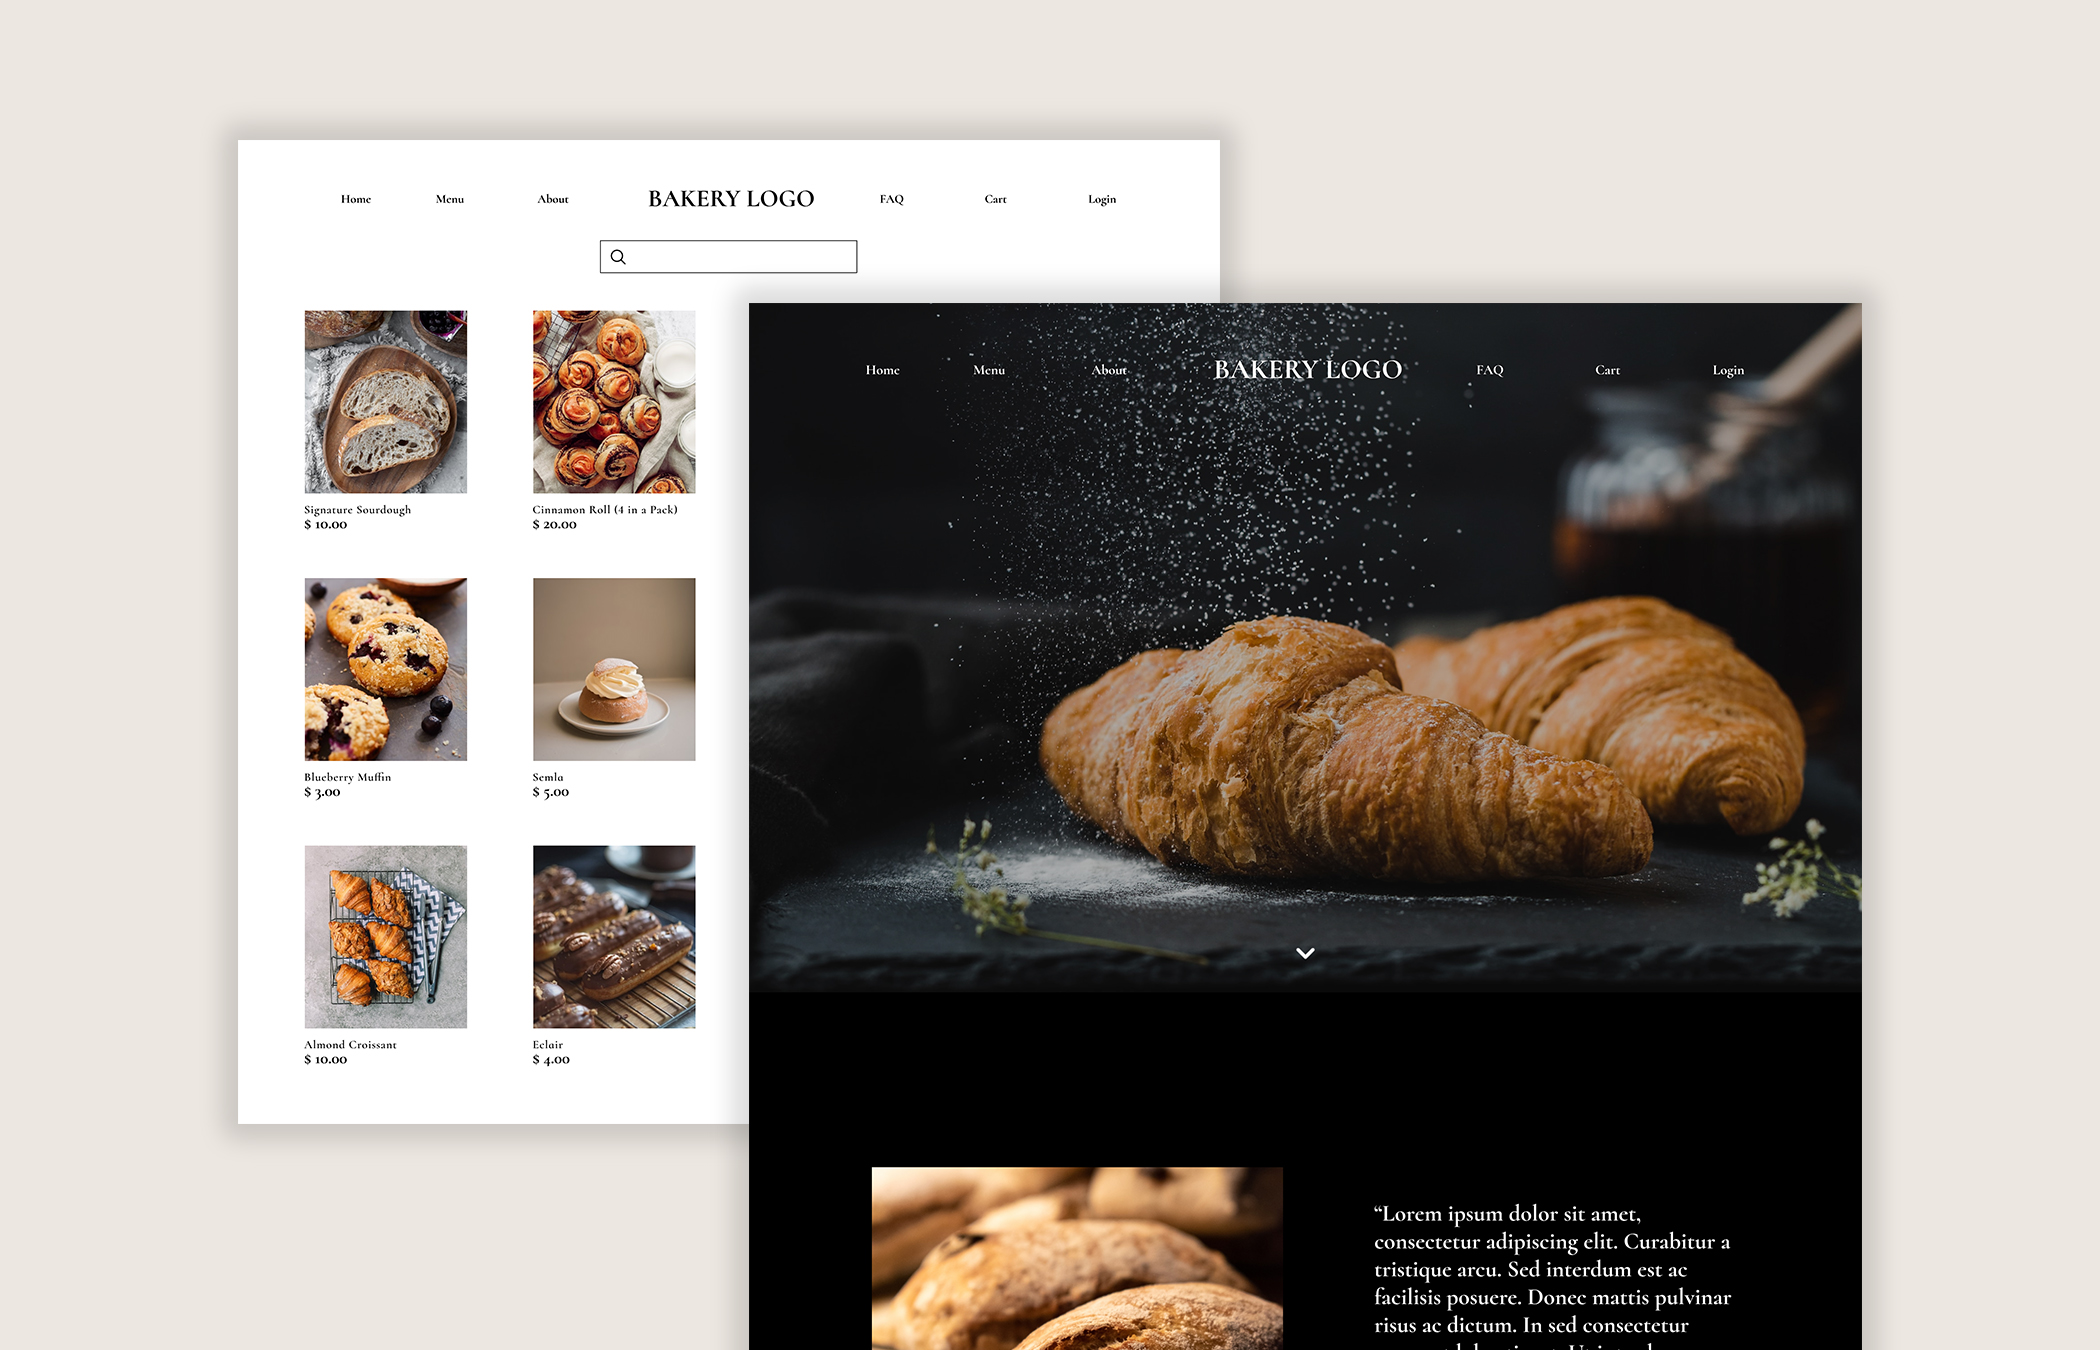 Home Menu About BAKERY LOGO FAQ Cart Login
Signature Sourdough
$ 10.00
Cinnamon Roll (4 in a Pack)
$ 20.00
Blueberry Muffin
$ 3.00
Semla
$ 5.00
Almond Croissant
$ 10.00
Eclair
$ 4.00
Home Menu About BAKERY LOGO FAQ Cart Login
“Lorem ipsum dolor sit amet,
consectetur adipiscing elit. Curabitur a
tristique arcu. Sed interdum est ac
facilisis posuere. Donec mattis pulvinar
risus ac dictum. In sed consectetur